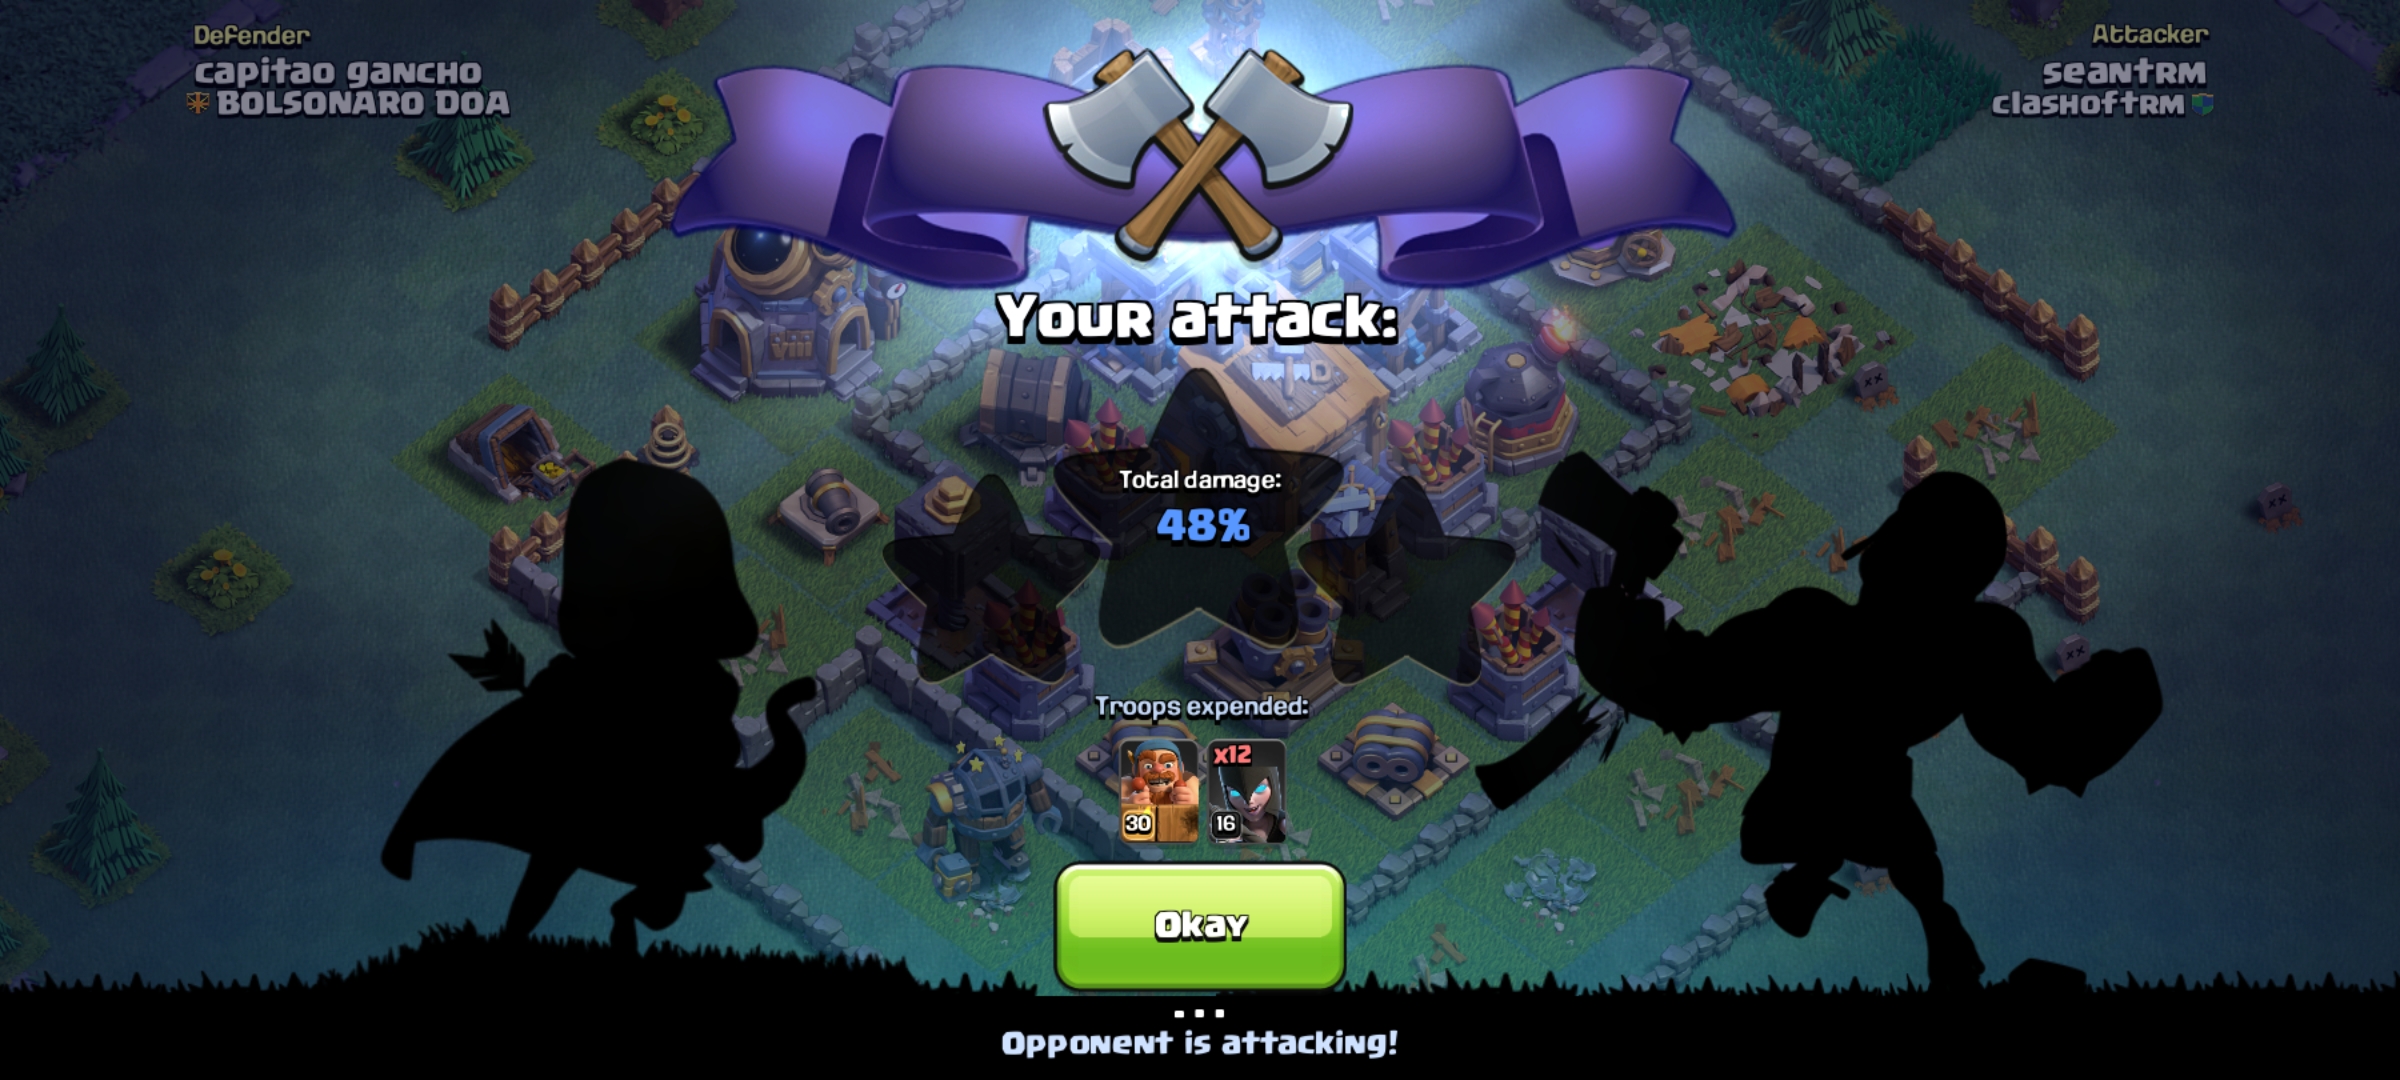 Defender
capitao gancho
BOLSONARO DOA
Attacker
seantRM
clashoftRM
VIII
Your attack:
Total damage:
48%
Troops expended:
x12
30
16
Okay
...
Opponent is attacking!